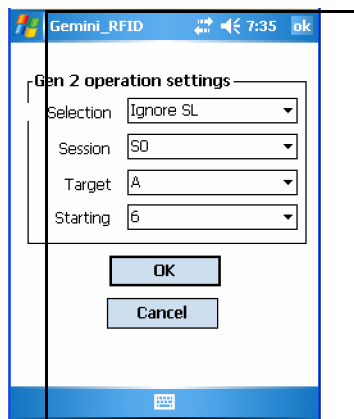 Gemini_RFID 7:35 ok
Gen 2 operation settings
Selection Ignore SL
Session S0
Target A
Starting 6
OK
Cancel